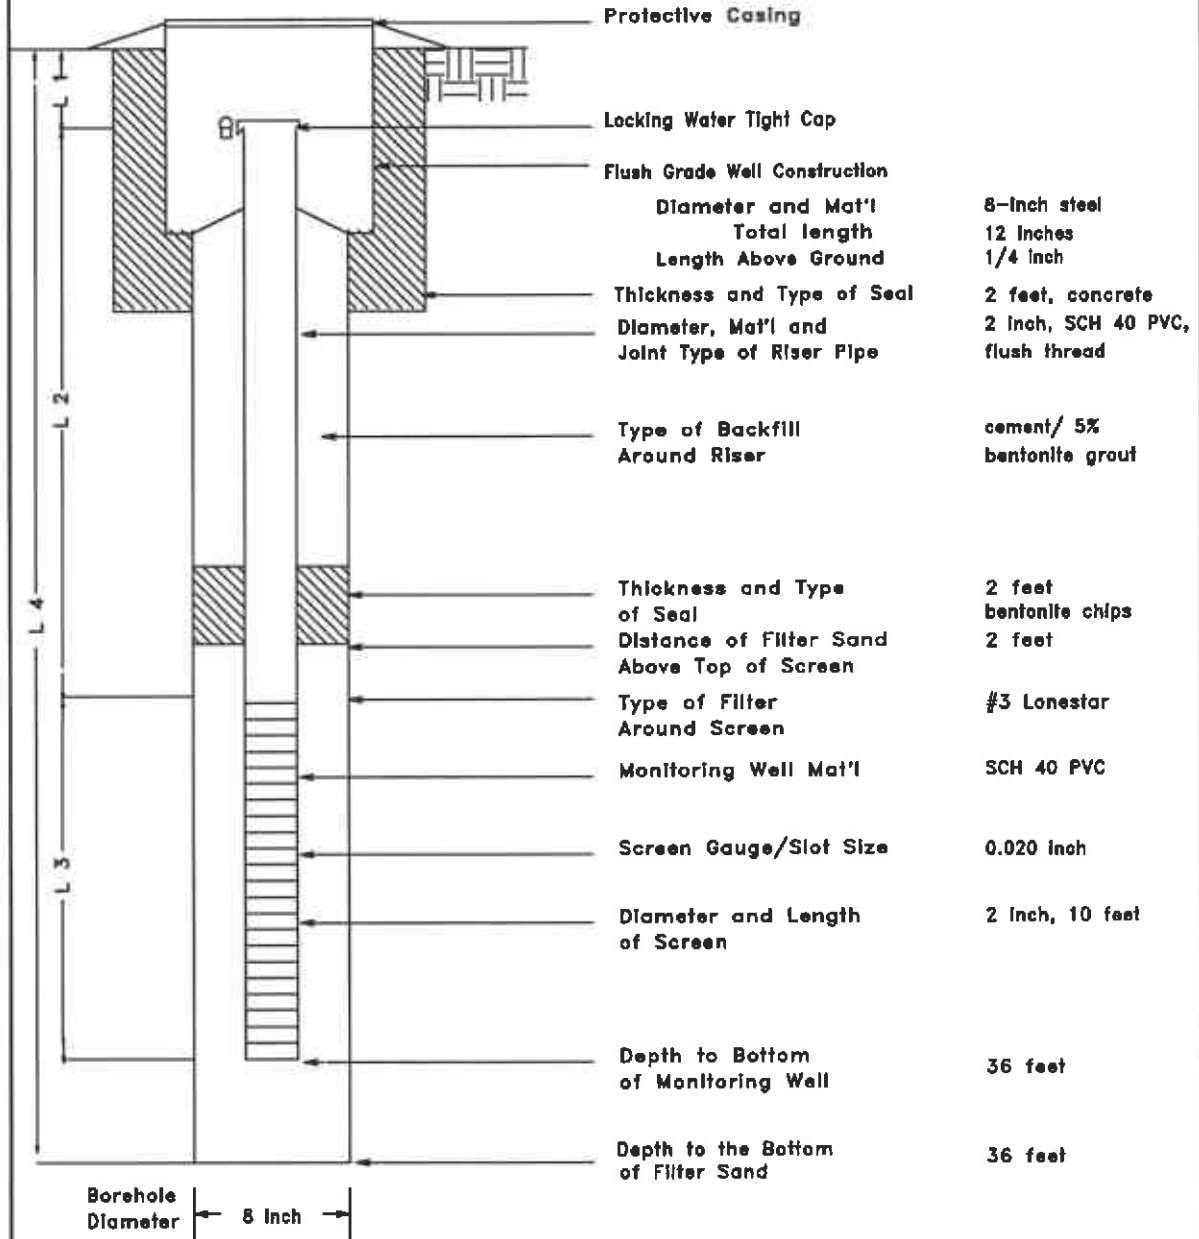 Protective Casing
L 1
Locking Water Tight Cap
Flush Grade Well Construction
Diameter and Mat'l 8-Inch steel
Total length 12 Inches
Length Above Ground 1/4 Inch
Thickness and Type of Seal 2 feet, concrete
Diameter, Mat'l and 2 Inch, SCH 40 PVC,
Joint Type of Riser Pipe flush thread
L 2
Type of Backfill cement/ 5%
Around Riser bentonite grout
L 4
Thickness and Type 2 feet
of Seal bentonite chips
Distance of Filter Sand 2 feet
Above Top of Screen
Type of Filter #3 Lonestar
Around Screen
Monitoring Well Mat'l SCH 40 PVC
L 3
Screen Gauge/Slot Size 0.020 Inch
Diameter and Length 2 Inch, 10 feet
of Screen
Depth to Bottom 36 feet
of Monitoring Well
Depth to the Bottom 36 feet
of Filter Sand
Borehole
Diameter 8 Inch